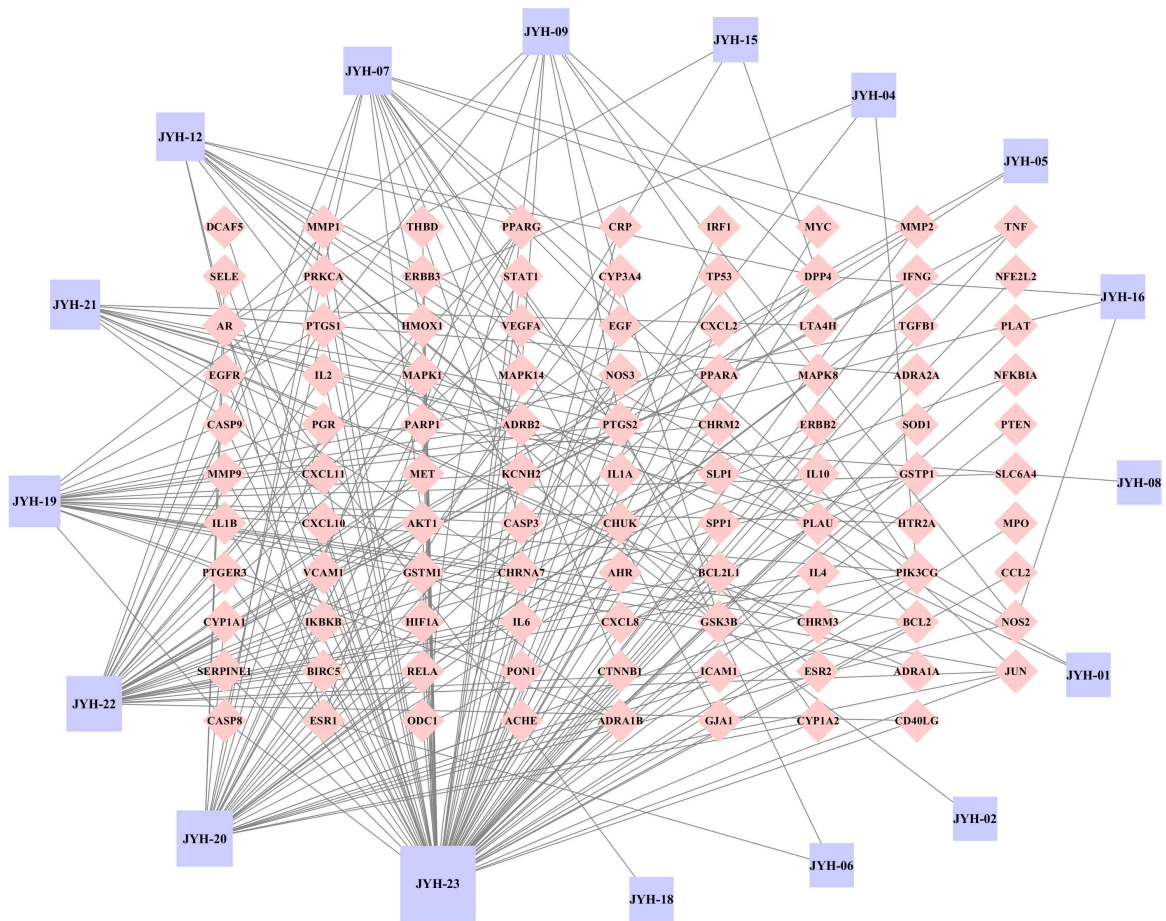 JYH-09
JYH-15
JYH-07
JYH-04
JYH-12
JYH-05
DCAF5 MMP1 THBD PPARG CRP IRF1 MYC MMP2 TNF
SELE PRKCA ERBB3 STAT1 CYP3A4 TP53 DPP4 IFNG NFE2L2
JYH-21
JYH-16
AR PTGS1 HMOX1 VEGFA EGF CXCL2 LTA4H TGFB1 PLAT
EGFR IL2 MAPK1 MAPK14 NOS3 PPARA MAPK8 ADRA2A NFKBIA
CASP9 PGR PARP1 ADRB2 PTGS2 CHRM2 ERBB2 SOD1 PTEN
MMP9 CXCL11 MET KCNH2 IL1A SLPI IL10 GSTP1 SLC6A4
JYH-08
JYH-19
IL1B CXCL10 AKT1 CASP3 CHUK SPP1 PLAU HTR2A MPO
PTGER3 VCAM1 GSTM1 CHRNA7 AHR BCL2L1 IL4 PIK3CG CCL2
CYP1A1 IKBKB HIF1A IL6 CXCL8 GSK3B CHRM3 BCL2 NOS2
SERPINE1 BIRC5 RELA PON1 CTNNB1 ICAM1 ESR2 ADRA1A JUN
JYH-01
JYH-22
CASP8 ESR1 ODC1 ACHE ADRA1B GJA1 CYP1A2 CD40LG
JYH-02
JYH-20
JYH-06
JYH-23
JYH-18